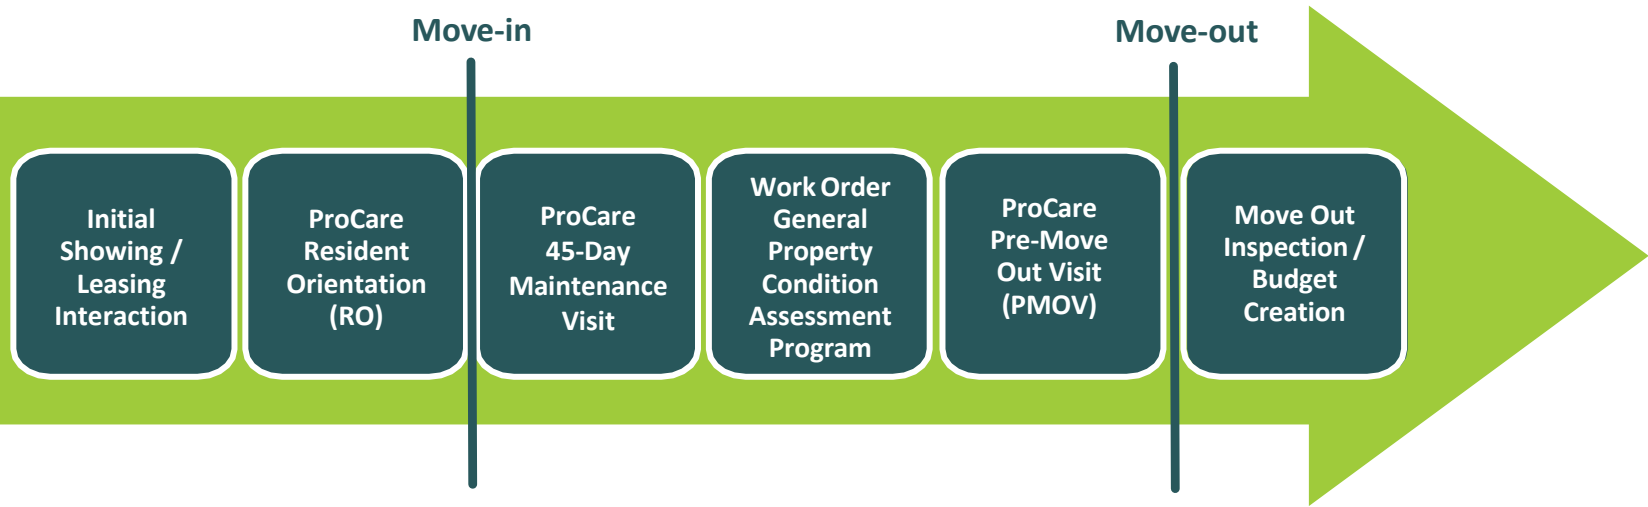 Move-in
Move-out
Initial
Showing /
Leasing
Interaction
ProCare
Resident
Orientation
(RO)
ProCare
45-Day
Maintenance
Visit
Work Order
General
Property
Condition
Assessment
Program
ProCare
Pre-Move
Out Visit
(PMOV)
Move Out
Inspection /
Budget
Creation